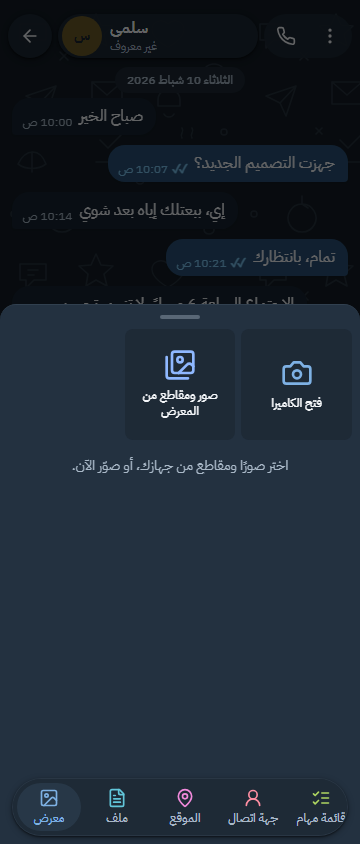 سلمى
س
غير معروف
الثلاثاء 10 شباط 2026
صباح الخير
10:00 ص
جهزت التصميم الجديد؟
10:07 ص
إي، ببعتلك إياه بعد شوي
10:14 ص
تمام، بانتظارك
10:21 ص
فتح الكاميرا
صور ومقاطع من
المعرض
اختر صورًا ومقاطع من جهازك، أو صوّر الآن.
قائمة مهام
جهة اتصال
الموقع
ملف
معرض